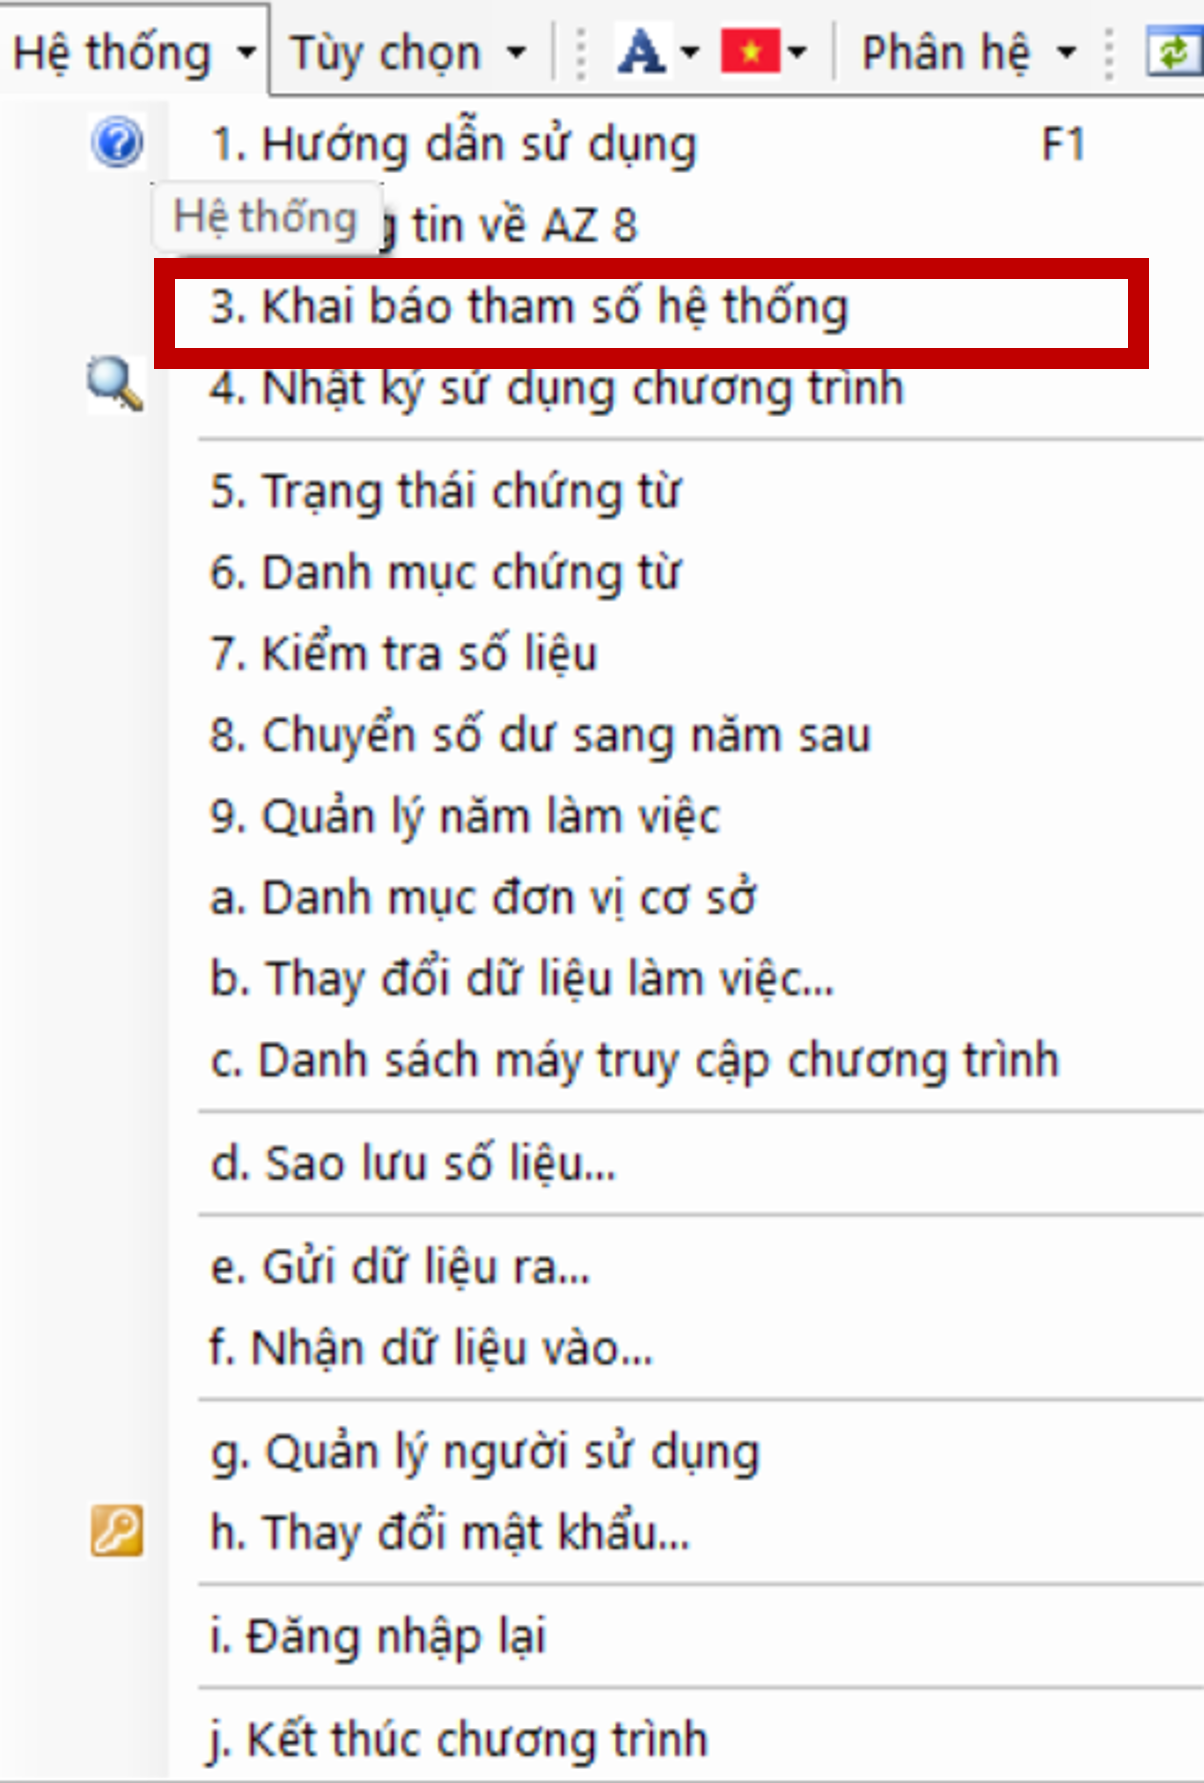 Hệ thống Tùy chọn A Phân hệ
1. Hướng dẫn sử dụng F1
Hệ thống
tin về AZ 8
3. Khai báo tham số hệ thống
4. Nhật ký sử dụng chương trình
5. Trạng thái chứng từ
6. Danh mục chứng từ
7. Kiểm tra số liệu
8. Chuyển số dư sang năm sau
9. Quản lý năm làm việc
a. Danh mục đơn vị cơ sở
b. Thay đổi dữ liệu làm việc...
c. Danh sách máy truy cập chương trình
d. Sao lưu số liệu...
e. Gửi dữ liệu ra...
f. Nhận dữ liệu vào...
g. Quản lý người sử dụng
h. Thay đổi mật khẩu...
i. Đăng nhập lại
j. Kết thúc chương trình